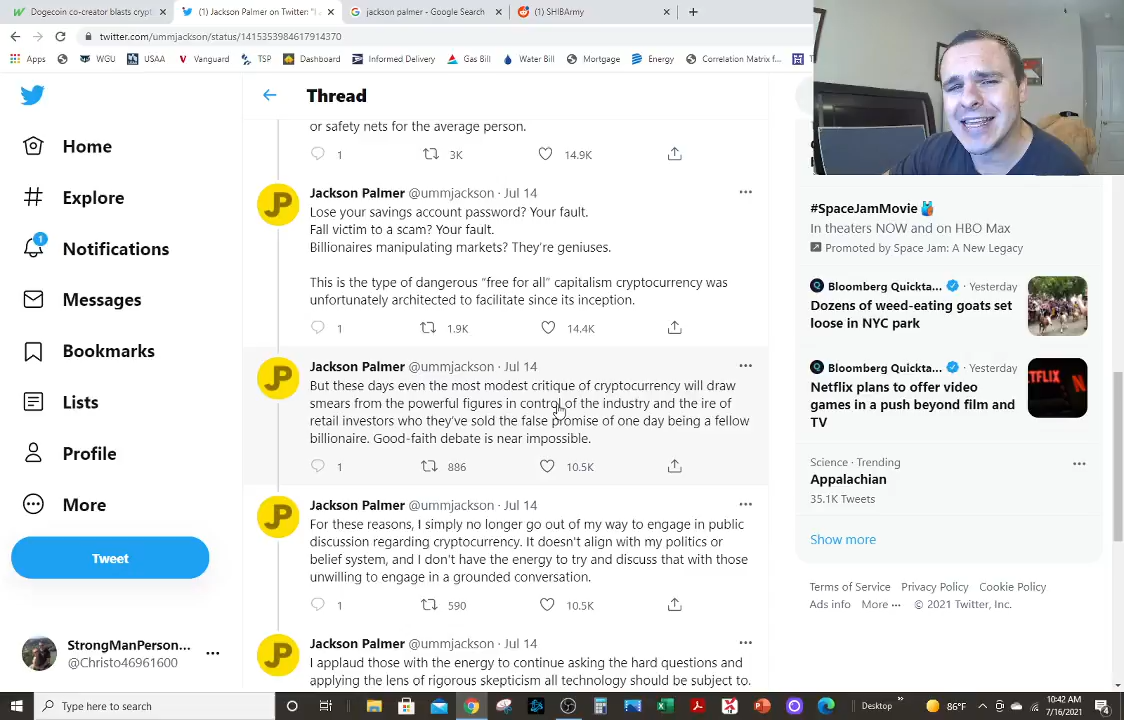 Dogecoin co-creator blasts crypt
(1) Jackson Palmer on Twitter: "I
jackson palmer - Google Search
(1) SHIBArmy
twitter.com/ummjackson/status/1415353984617914370
Apps
WGU
USAA
Vanguard
TSP
Dashboard
Informed Delivery
Gas Bill
Water Bill
Mortgage
Energy
Correlation Matrix f...
Home
Explore
1
Notifications
Messages
Bookmarks
Lists
Profile
More
Tweet
StrongManPerson...
@Christo46961600
Thread
or safety nets for the average person.
1 3K 14.9K
Jackson Palmer @ummjackson · Jul 14
Lose your savings account password? Your fault.
Fall victim to a scam? Your fault.
Billionaires manipulating markets? They're geniuses.
This is the type of dangerous "free for all" capitalism cryptocurrency was
unfortunately architected to facilitate since its inception.
1 1.9K 14.4K
JP
Jackson Palmer @ummjackson · Jul 14
But these days even the most modest critique of cryptocurrency will draw
smears from the powerful figures in control of the industry and the ire of
retail investors who they've sold the false promise of one day being a fellow
billionaire. Good-faith debate is near impossible.
1 886 10.5K
JP
Jackson Palmer @ummjackson · Jul 14
For these reasons, I simply no longer go out of my way to engage in public
discussion regarding cryptocurrency. It doesn't align with my politics or
belief system, and I don't have the energy to try and discuss that with those
unwilling to engage in a grounded conversation.
1 590 10.5K
JP
Jackson Palmer @ummjackson · Jul 14
I applaud those with the energy to continue asking the hard questions and
applying the lens of rigorous skepticism all technology should be subject to.
JP
JP
#SpaceJamMovie
In theaters NOW and on HBO Max
Promoted by Space Jam: A New Legacy
Bloomberg Quickta... · Yesterday
Dozens of weed-eating goats set
loose in NYC park
Bloomberg Quickta... · Yesterday
Netflix plans to offer video
games in a push beyond film and
TV
Science · Trending
Appalachian
35.1K Tweets
Show more
Terms of Service Privacy Policy Cookie Policy
Ads info More ··· © 2021 Twitter, Inc.
Type here to search
Desktop
86°F
10:42 AM
7/16/2021
4